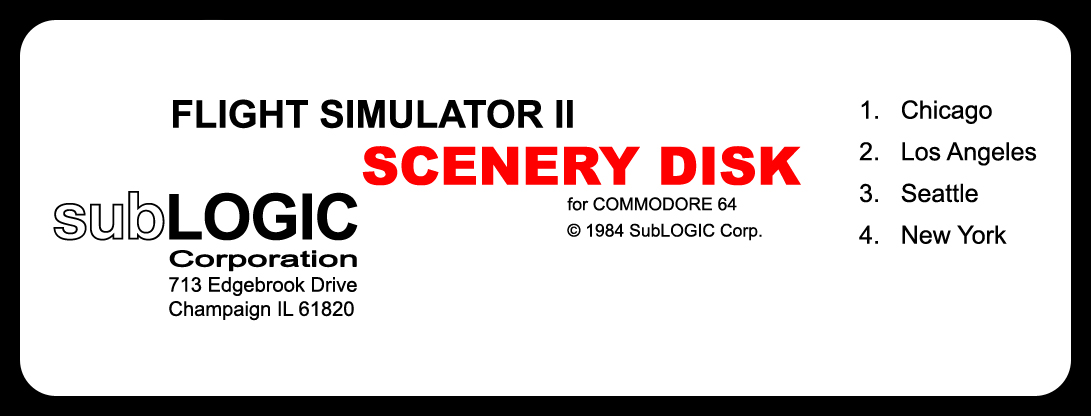 FLIGHT SIMULATOR II
SCENERY DISK
for COMMODORE 64
© 1984 SubLOGIC Corp.
subLOGIC
Corporation
713 Edgebrook Drive
Champaign IL 61820
1. Chicago
2. Los Angeles
3. Seattle
4. New York